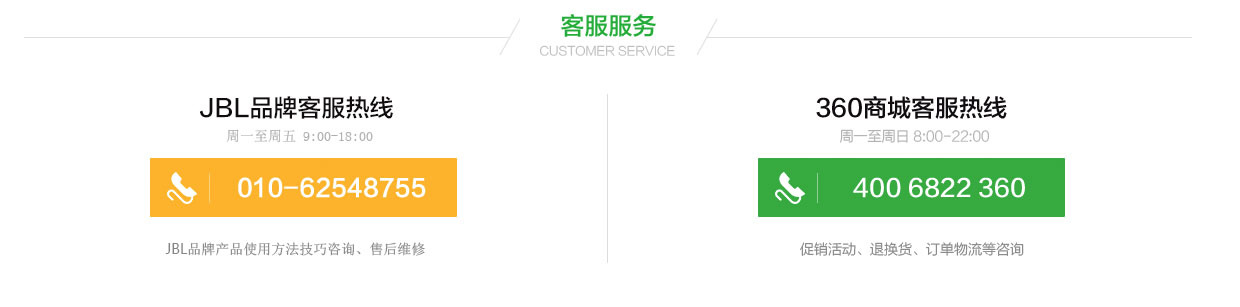 客服服务
CUSTOMER SERVICE
JBL品牌客服热线
周一至周五 9:00-18:00
010-62548755
JBL品牌产品使用方法技巧咨询、售后维修
360商城客服热线
周一至周日 8:00-22:00
400 6822 360
促销活动、退换货、订单物流等咨询